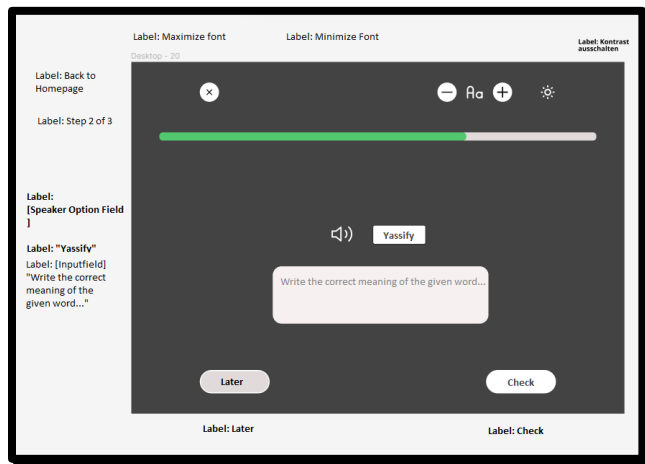 Label: Maximize font
Label: Minimize Font
Label: Kontrast
ausschalten
Desktop – 20
Label: Back to
Homepage
Aa
Label: Step 2 of 3
Label:
[Speaker Option Field
]
Yassify
Label: "Yassify"
Label: [Inputfield]
"Write the correct
meaning of the
given word..."
Write the correct meaning of the given word...
Later
Check
Label: Later
Label: Check